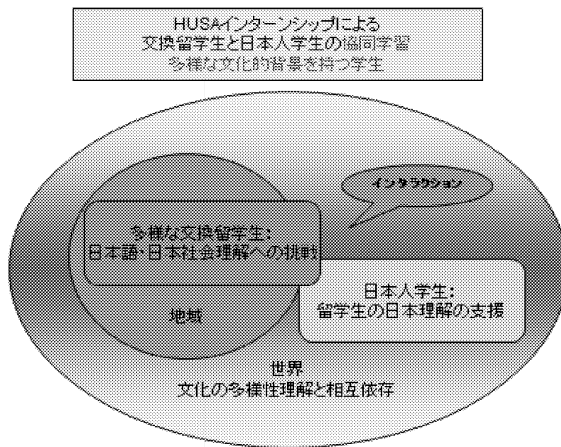 HUSAインターンシップによる
交換留学生と日本人学生の協同学習
多様な文化的背景を持つ学生
インタラクション
多様な交換留学生:
日本語・日本社会理解への挑戦
日本人学生:
留学生の日本理解の支援
地域
世界
文化の多様性理解と相互依存